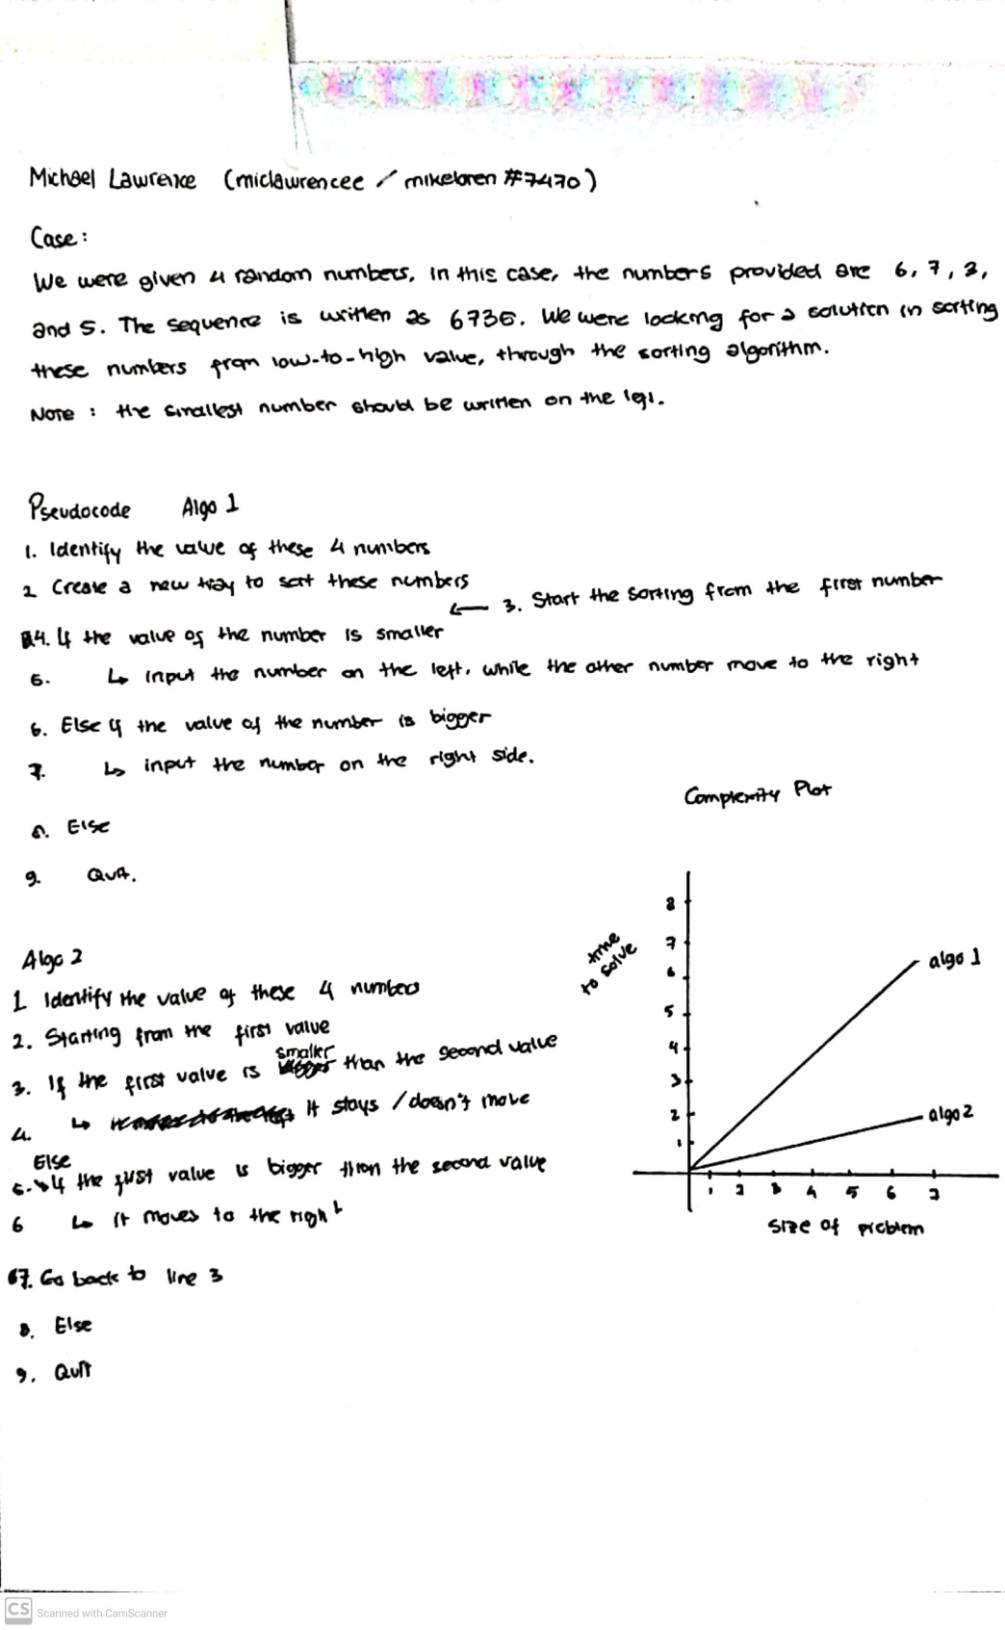 Michael Lawrence (miclawrencee / mikeloren #7470)
Case:
We were given 4 random numbers, in this case, the numbers provided are 6, 7, 3,
and 5. The sequence is written as 6735. We were looking for a solution in sorting
these numbers from low-to-high value, through the sorting algorithm.
Note : the smallest number should be written on the left.
Pseudocode Algo 1
1. Identify the value of these 4 numbers
2 Create a new tray to sort these numbers
← 3. Start the sorting from the first number
4. If the value of the number is smaller
5. ↳ input the number on the left, while the other number move to the right
6. Else if the value of the number is bigger
7. ↳ input the number on the right side.
8. Else
9. Quit.
Algo 2
1 Identify the value of these 4 numbers
2. Starting from the first value
3. If the first value is smaller than the second value
4. ↳ It stays / doesn't move
5. Else if the first value is bigger than the second value
6 ↳ it moves to the right
7. Go back to line 3
8. Else
9. Quit
Complexity Plot
time
to solve
8
7
6
5
4
3
2
1
algo 1
algo 2
1 2 3 4 5 6 7
size of problem
CS Scanned with CamScanner